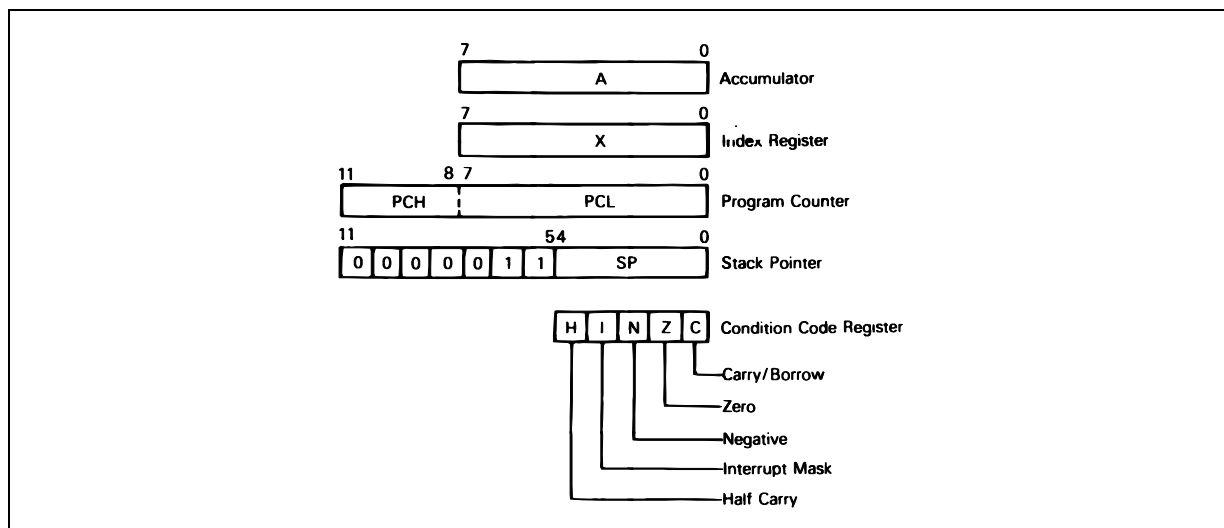 7 0
A Accumulator
7 0
X Index Register
11 8 7 0
PCH PCL Program Counter
11 54 0
0 0 0 0 0 1 1 SP Stack Pointer
H I N Z C Condition Code Register
Carry/Borrow
Zero
Negative
Interrupt Mask
Half Carry